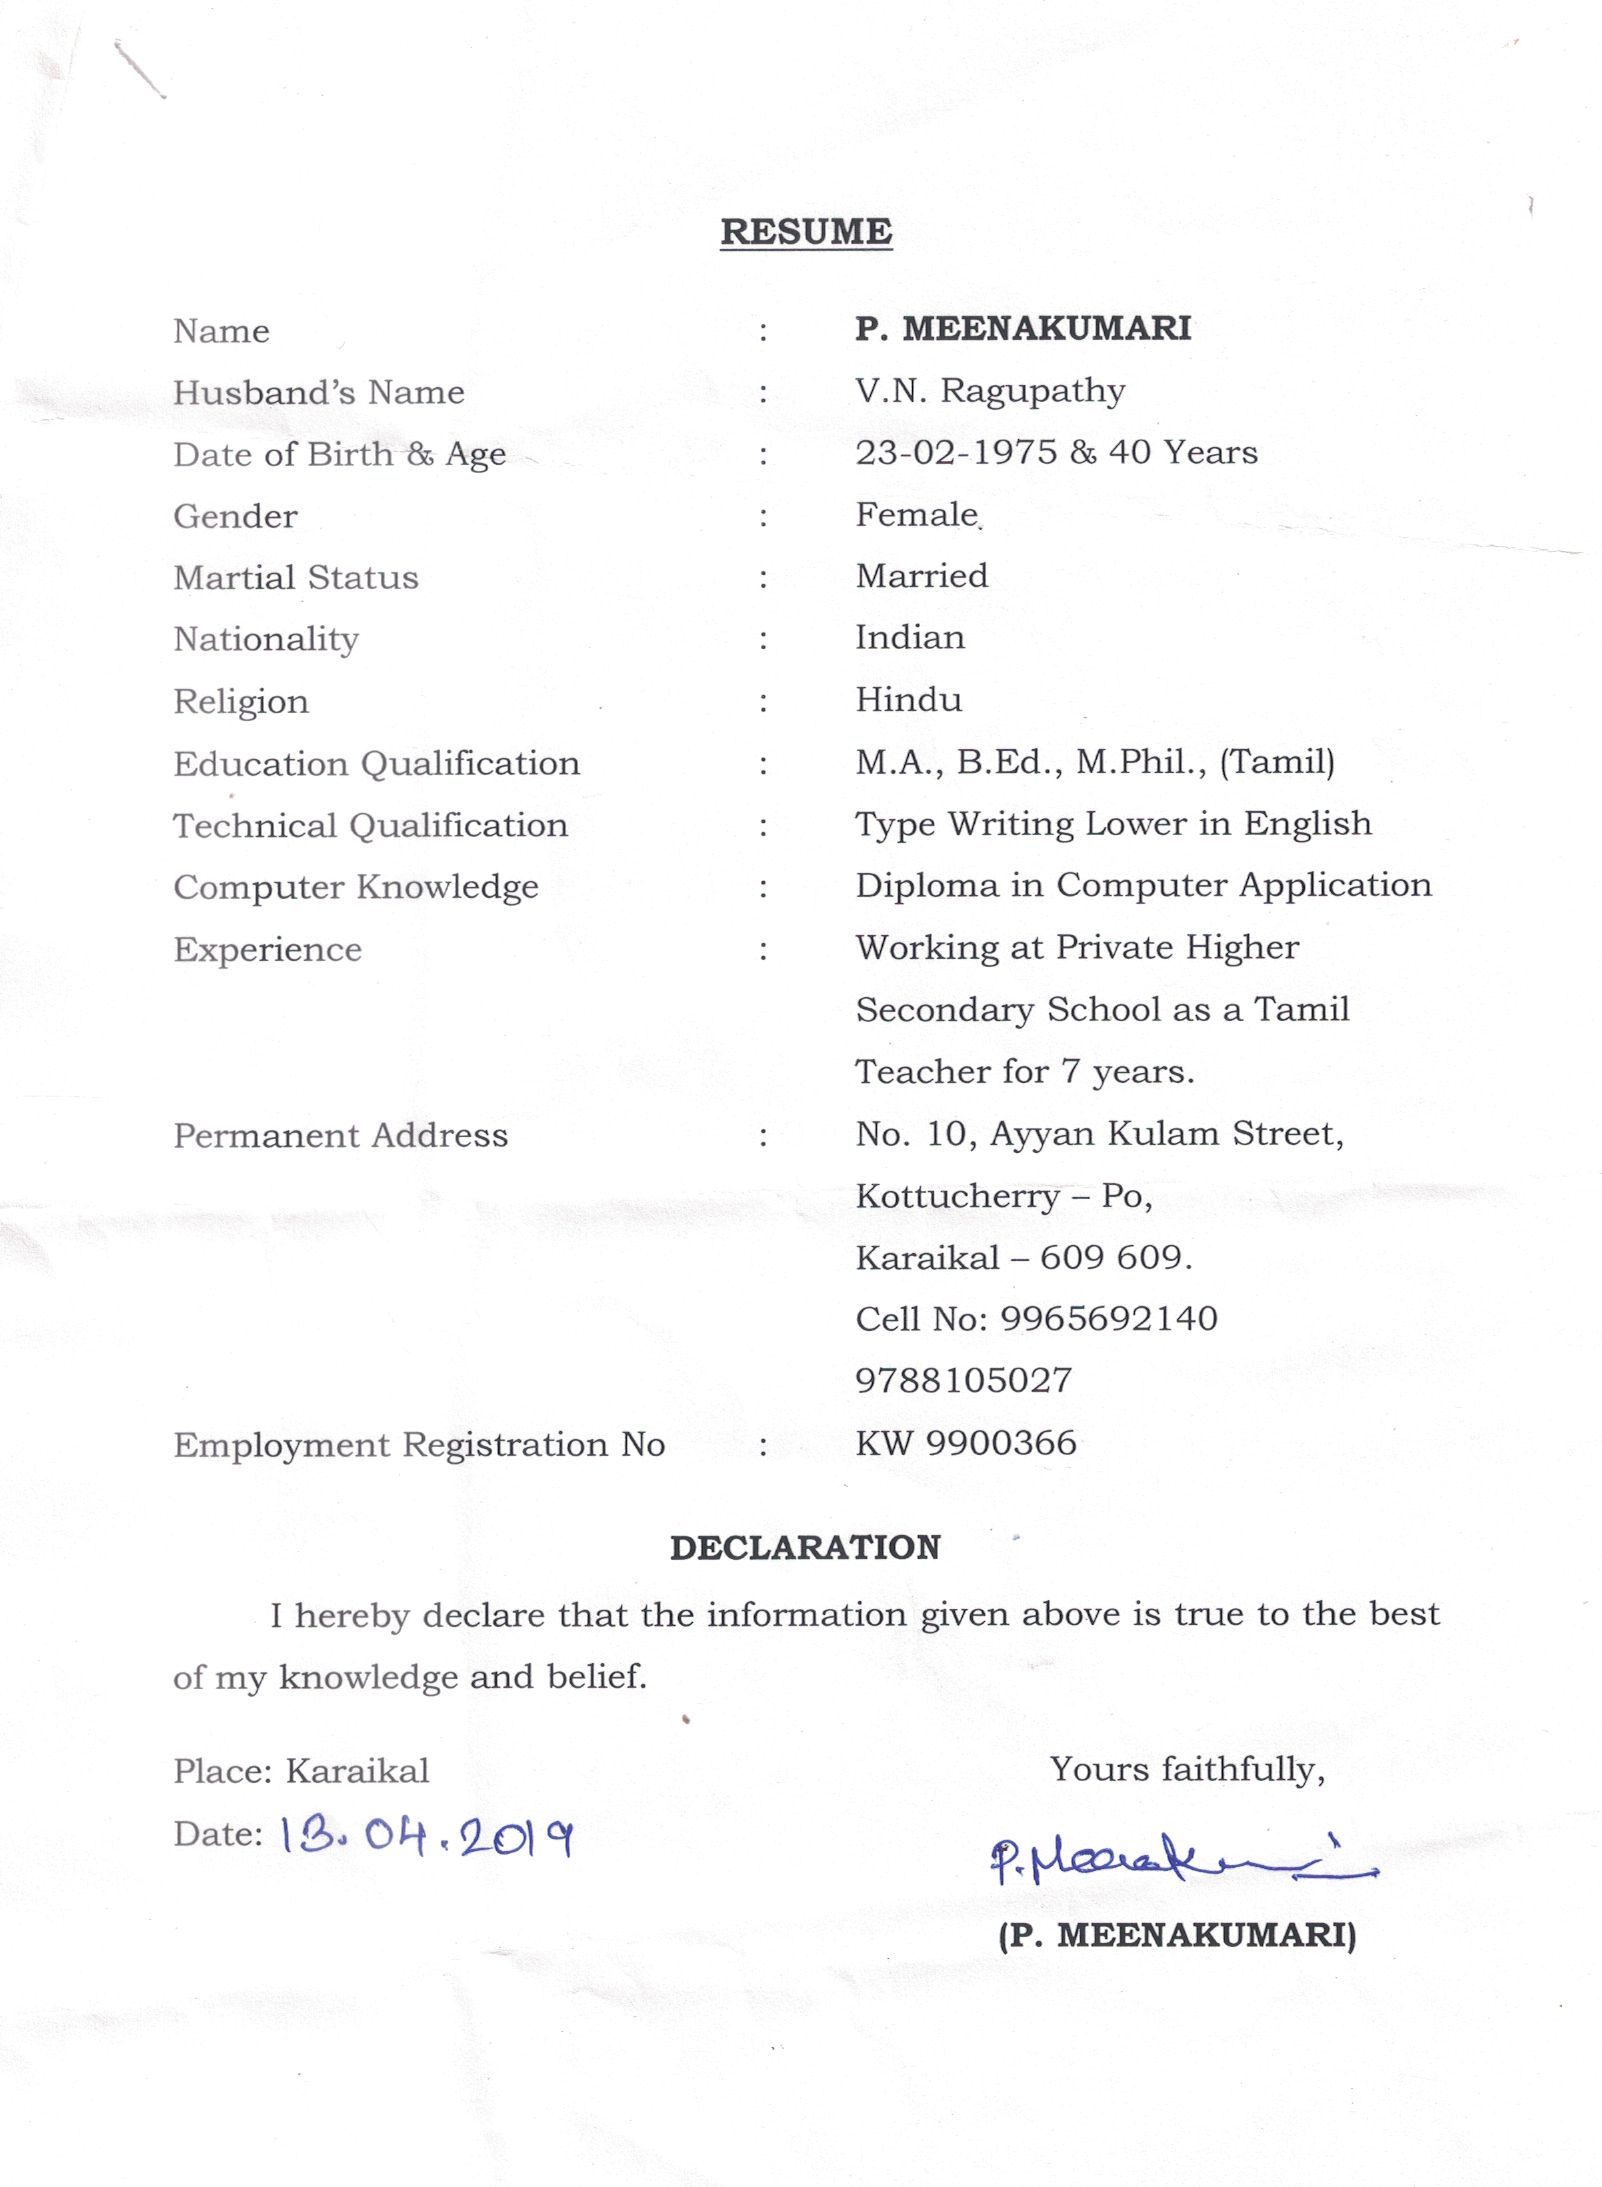 RESUME
Name : P. MEENAKUMARI
Husband's Name : V.N. Ragupathy
Date of Birth & Age : 23-02-1975 & 40 Years
Gender : Female
Martial Status : Married
Nationality : Indian
Religion : Hindu
Education Qualification : M.A., B.Ed., M.Phil., (Tamil)
Technical Qualification : Type Writing Lower in English
Computer Knowledge : Diploma in Computer Application
Experience : Working at Private Higher
Secondary School as a Tamil
Teacher for 7 years.
Permanent Address : No. 10, Ayyan Kulam Street,
Kottucherry – Po,
Karaikal – 609 609.
Cell No: 9965692140
9788105027
Employment Registration No : KW 9900366
DECLARATION
I hereby declare that the information given above is true to the best
of my knowledge and belief.
Place: Karaikal
Yours faithfully,
Date: 13.04.2019
P. Meenakumari
(P. MEENAKUMARI)